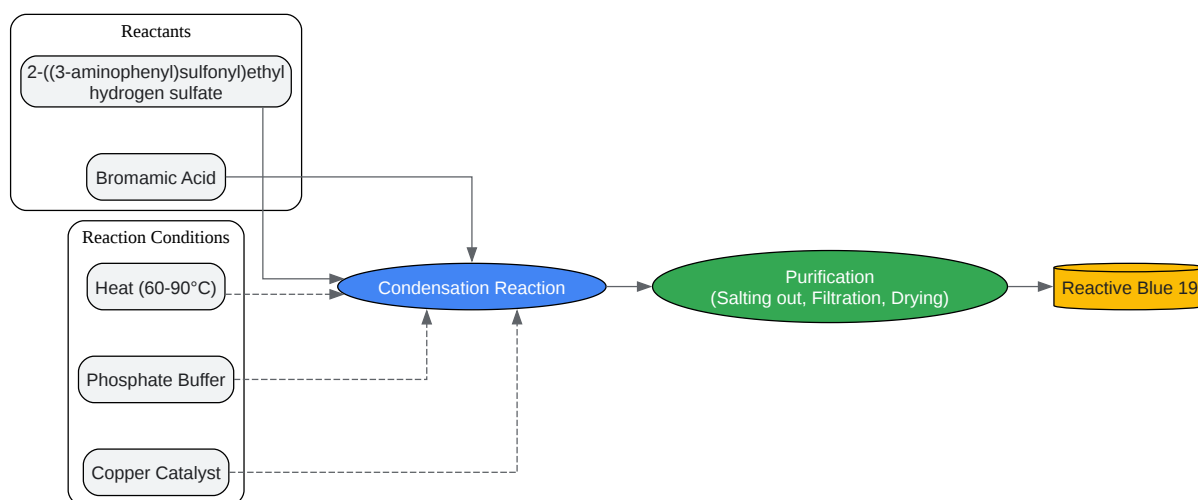 Reactants
2-((3-aminophenyl)sulfonyl)ethyl
hydrogen sulfate
Bromamic Acid
Reaction Conditions
Heat (60-90°C)
Phosphate Buffer
Copper Catalyst
Condensation Reaction
Purification
(Salting out, Filtration, Drying)
Reactive Blue 19